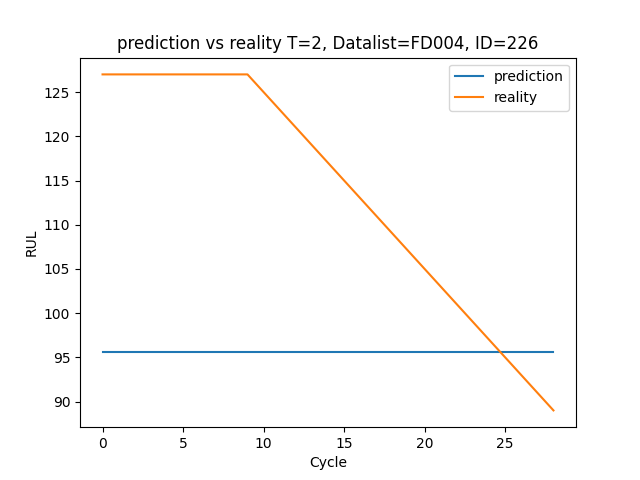 prediction vs reality T=2, Datalist=FD004, ID=226
prediction
reality
125
120
115
110
105
100
95
90
RUL
0 5 10 15 20 25
Cycle